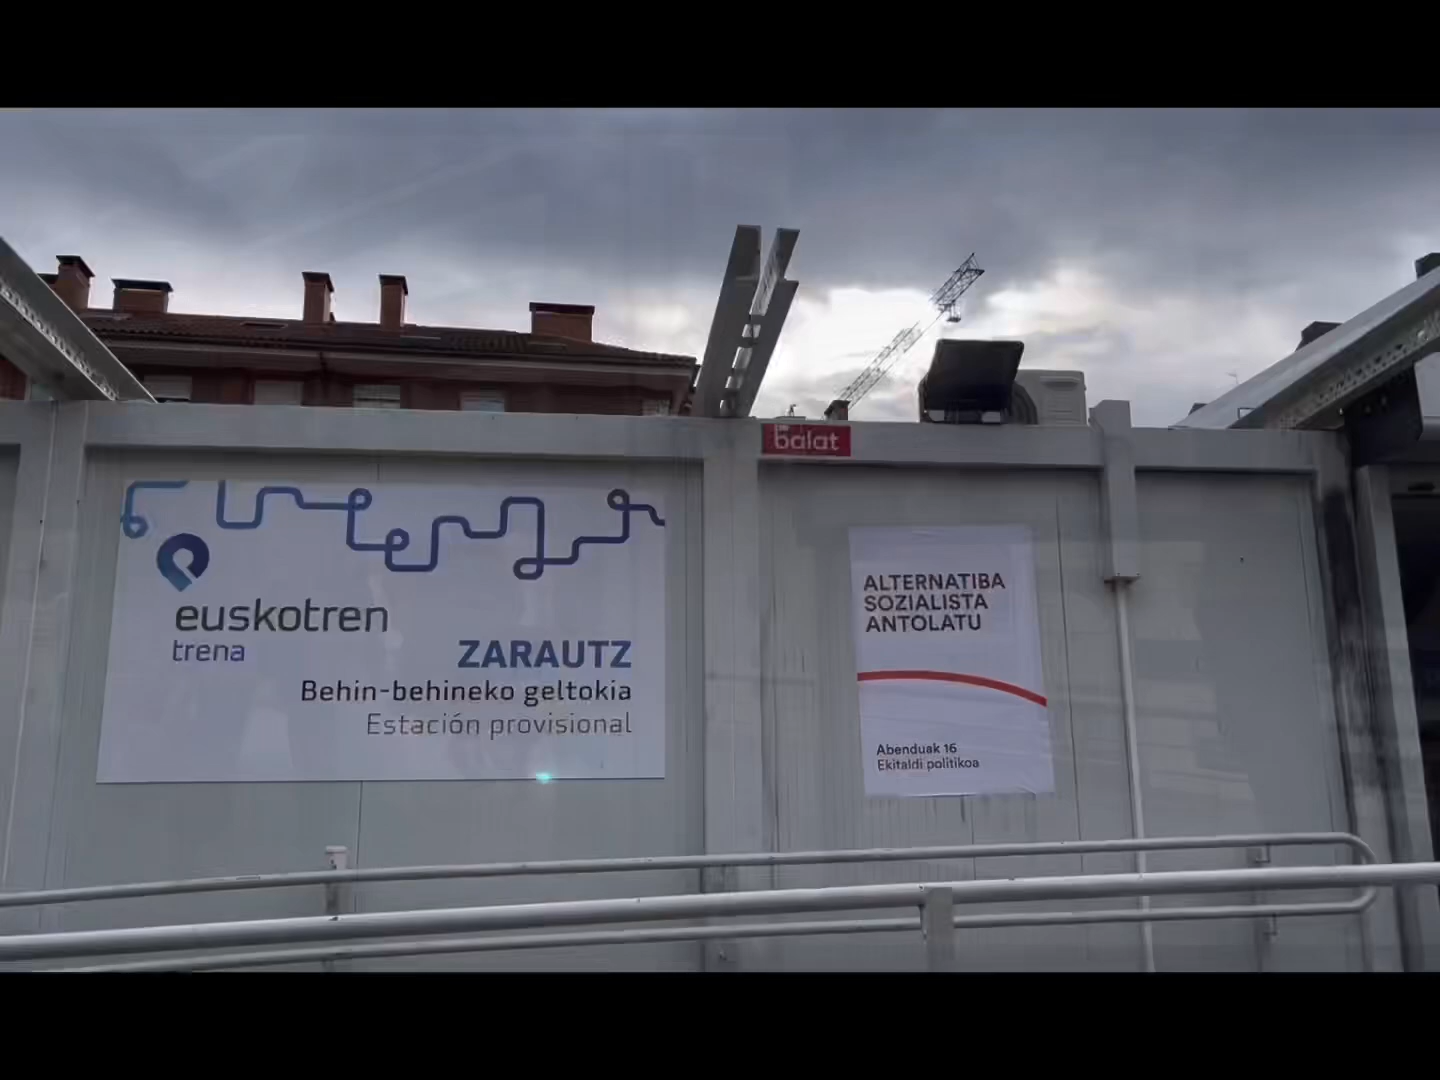 balat
euskotren
trena
ZARAUTZ
Behin-behineko geltokia
Estación provisional
ALTERNATIBA
SOZIALISTA
ANTOLATU
Abenduak 16
Ekitaldi politikoa